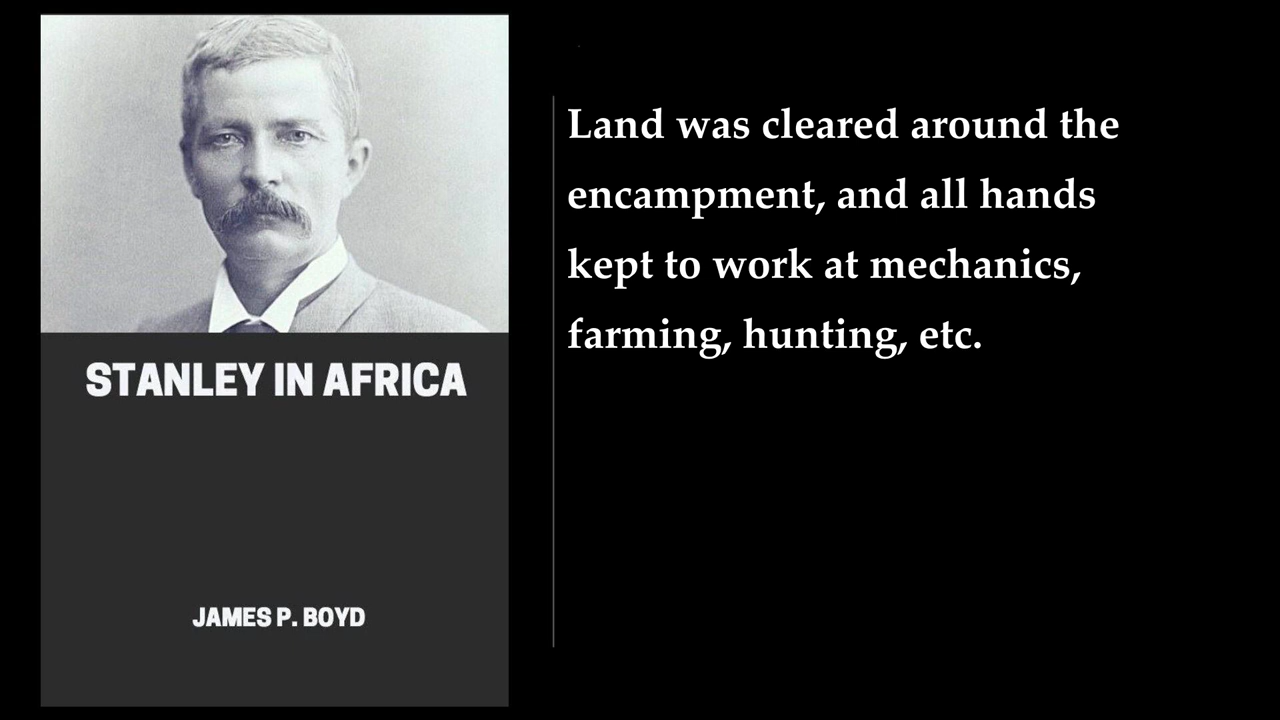 STANLEY IN AFRICA
JAMES P. BOYD
Land was cleared around the
encampment, and all hands
kept to work at mechanics,
farming, hunting, etc.